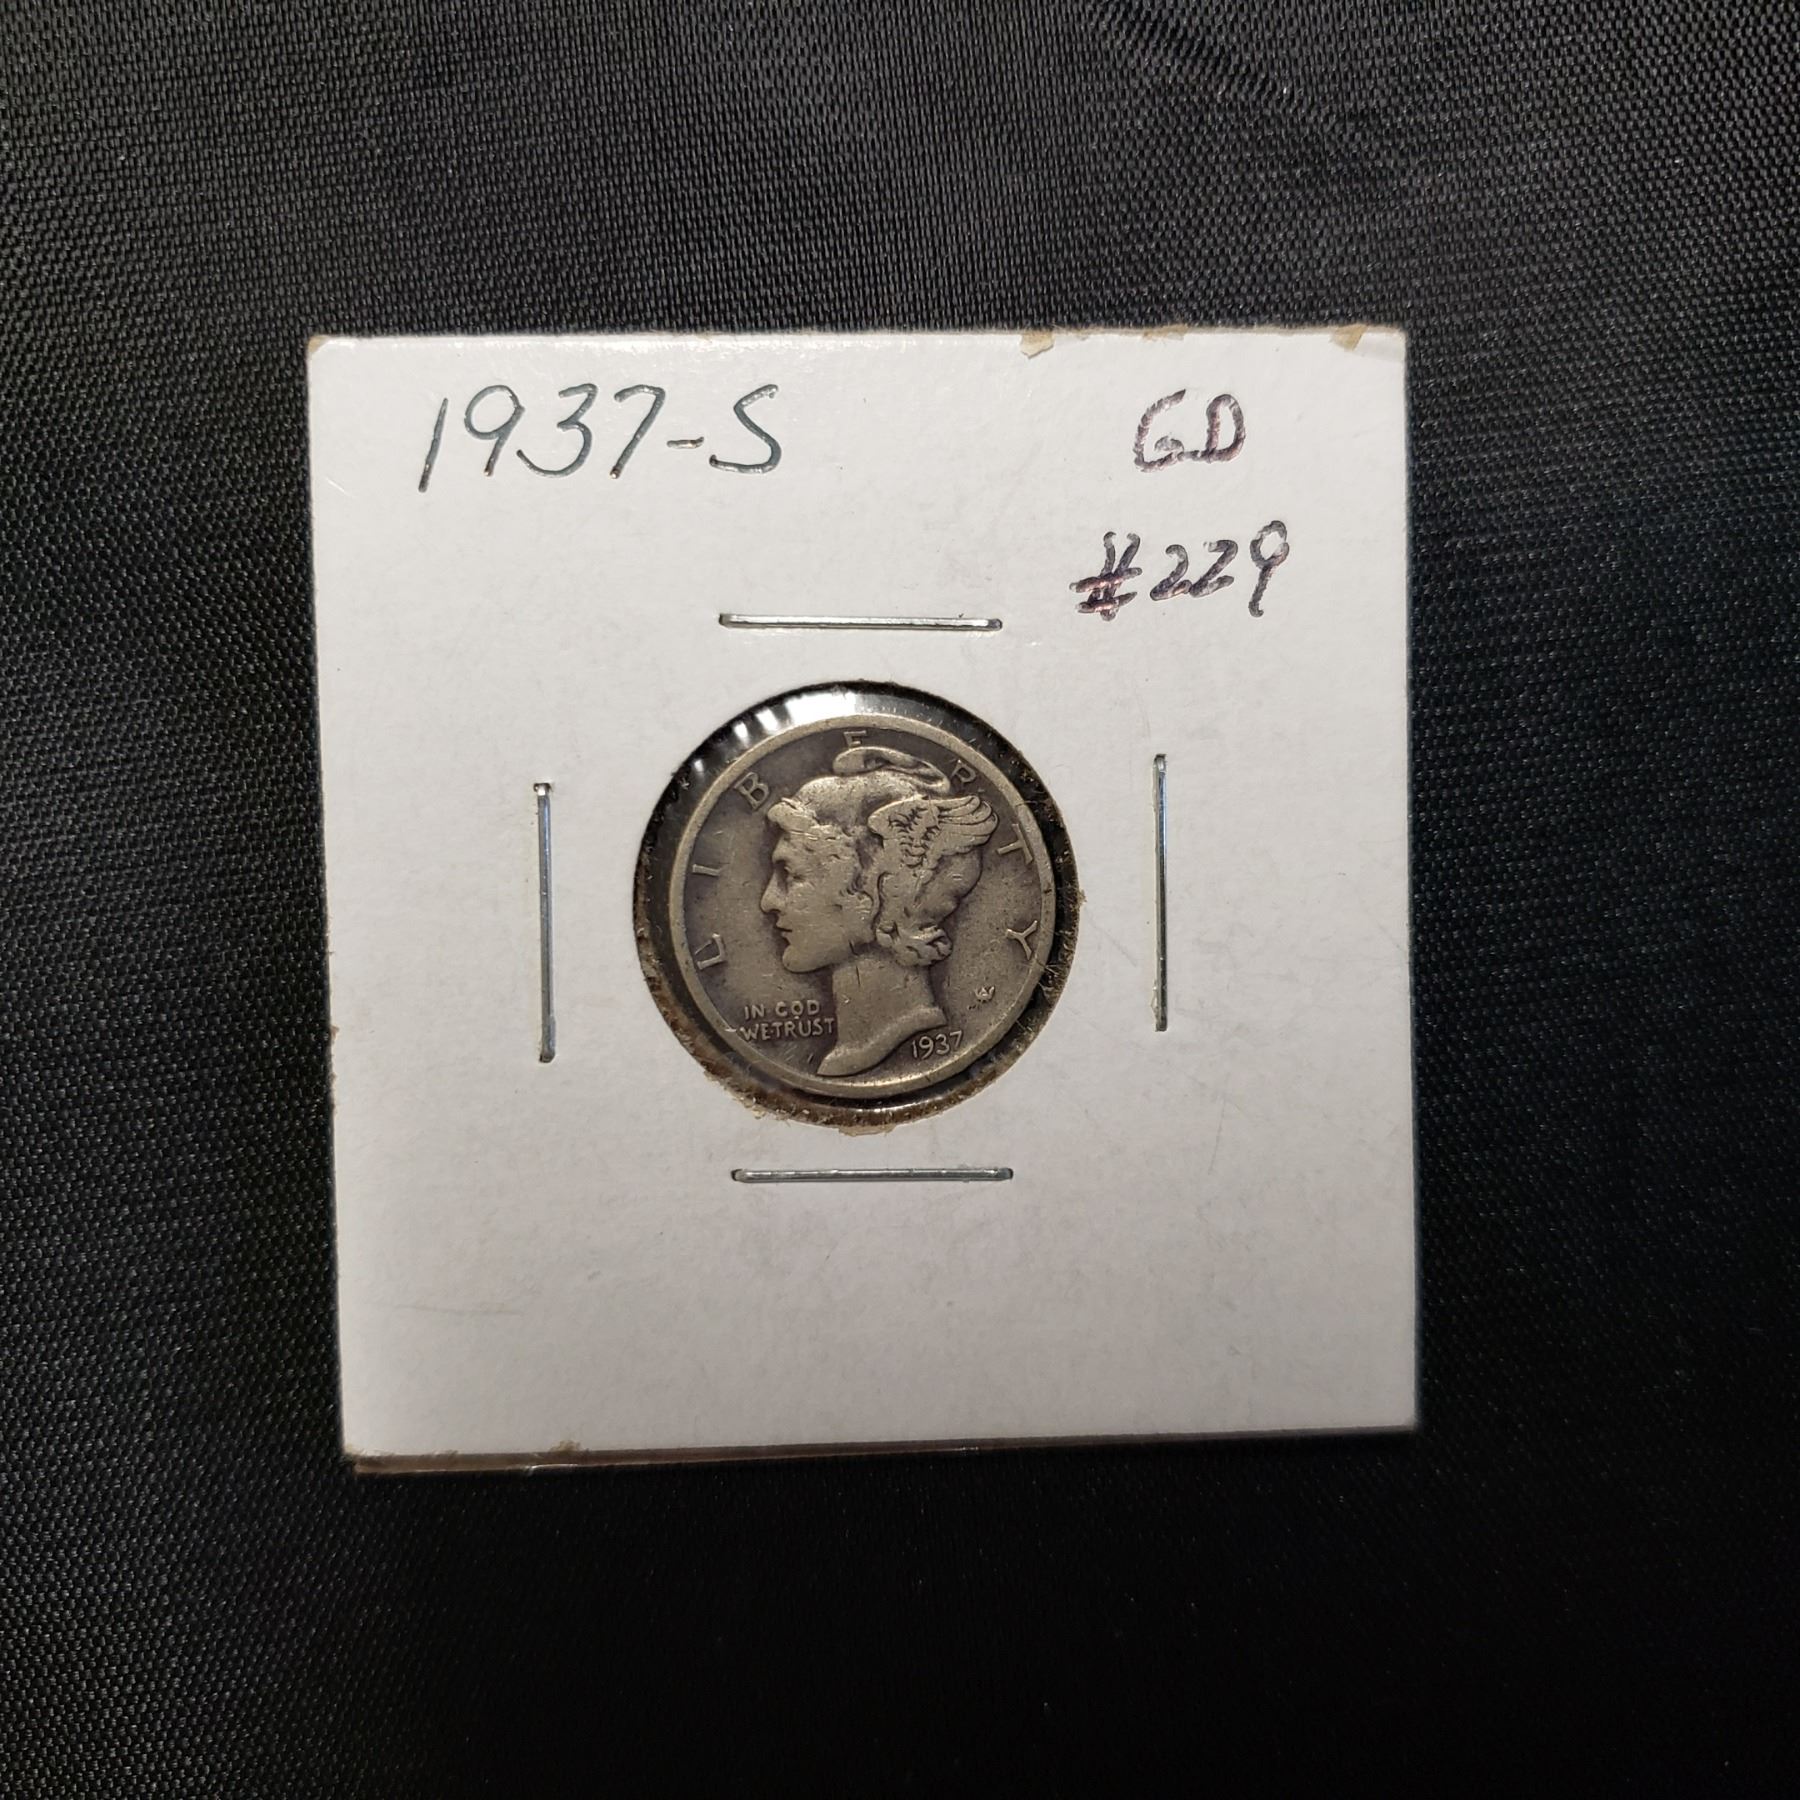 1937-S GD
#229
LIBERTY
IN GOD
WE TRUST
1937